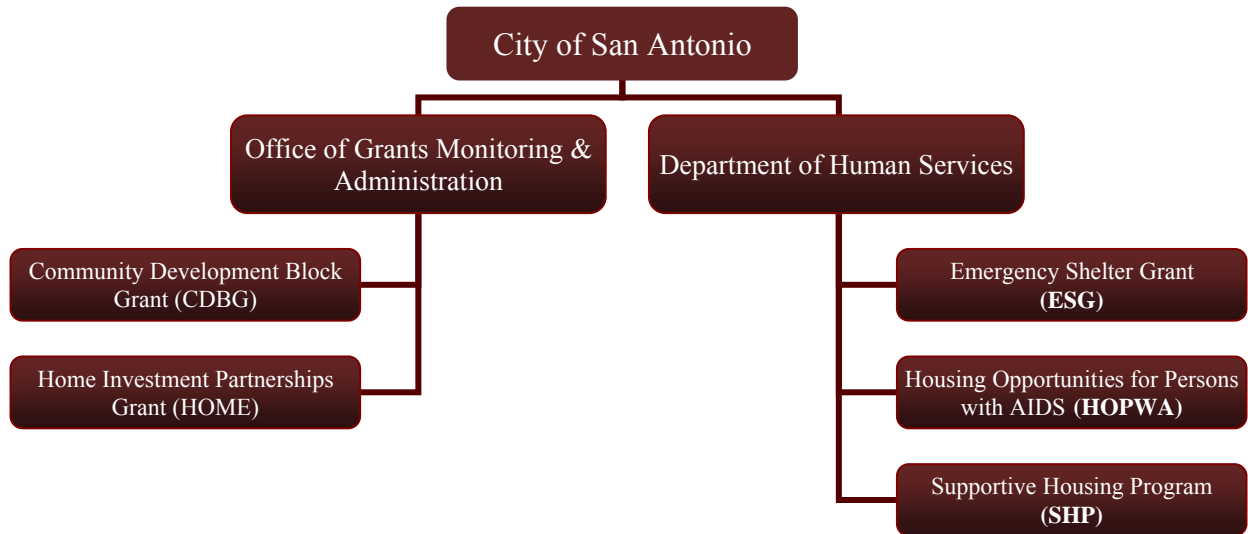 City of San Antonio
Office of Grants Monitoring &
Administration
Department of Human Services
Community Development Block
Grant (CDBG)
Home Investment Partnerships
Grant (HOME)
Emergency Shelter Grant
(ESG)
Housing Opportunities for Persons
with AIDS (HOPWA)
Supportive Housing Program
(SHP)